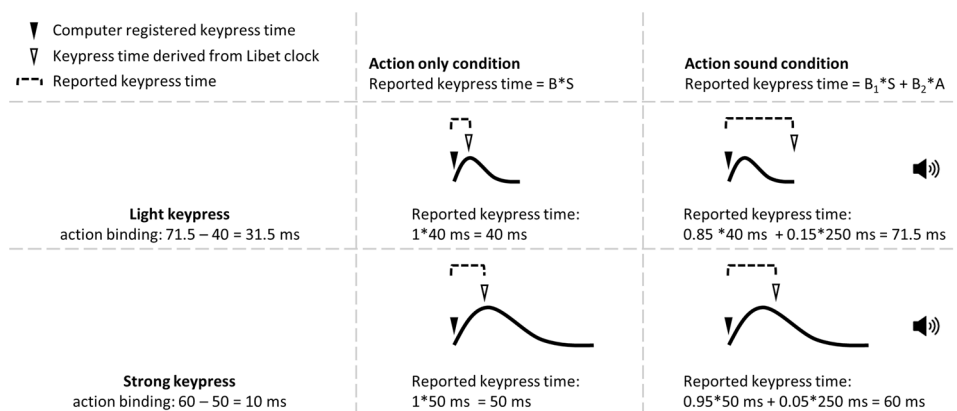 Computer registered keypress time
Keypress time derived from Libet clock
Reported keypress time
Action only condition
Reported keypress time = B*S
Action sound condition
Reported keypress time = B₁*S + B₂*A
Light keypress
action binding: 71.5 – 40 = 31.5 ms
Reported keypress time:
1*40 ms = 40 ms
Reported keypress time:
0.85 *40 ms  + 0.15*250 ms = 71.5 ms
Strong keypress
action binding: 60 – 50 = 10 ms
Reported keypress time:
1*50 ms  = 50 ms
Reported keypress time:
0.95*50 ms + 0.05*250 ms = 60 ms